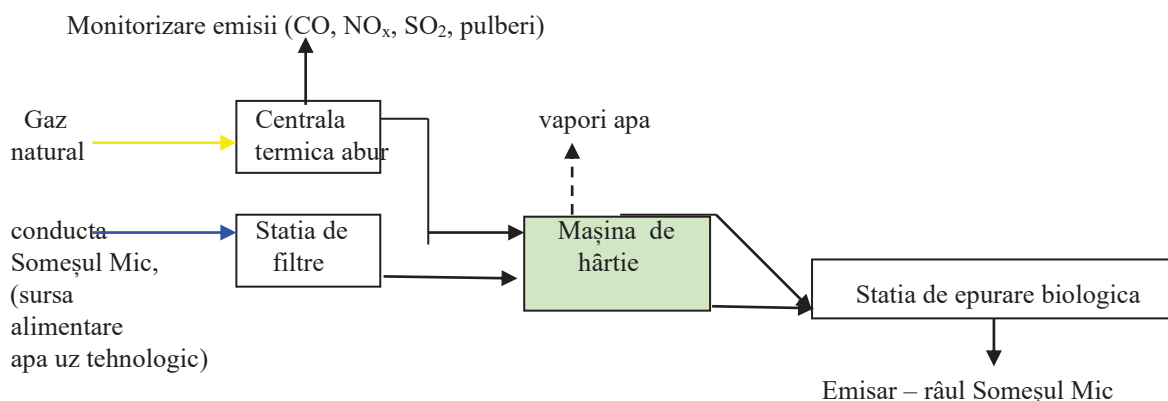 Monitorizare emisii (CO, NOₓ, SO₂, pulberi)
Gaz
natural
Centrala
termica abur
vapori apa
conducta
Someșul Mic,
(sursa
alimentare
apa uz tehnologic)
Statia de
filtre
Mașina de
hârtie
Statia de epurare biologica
Emisar – râul Someșul Mic